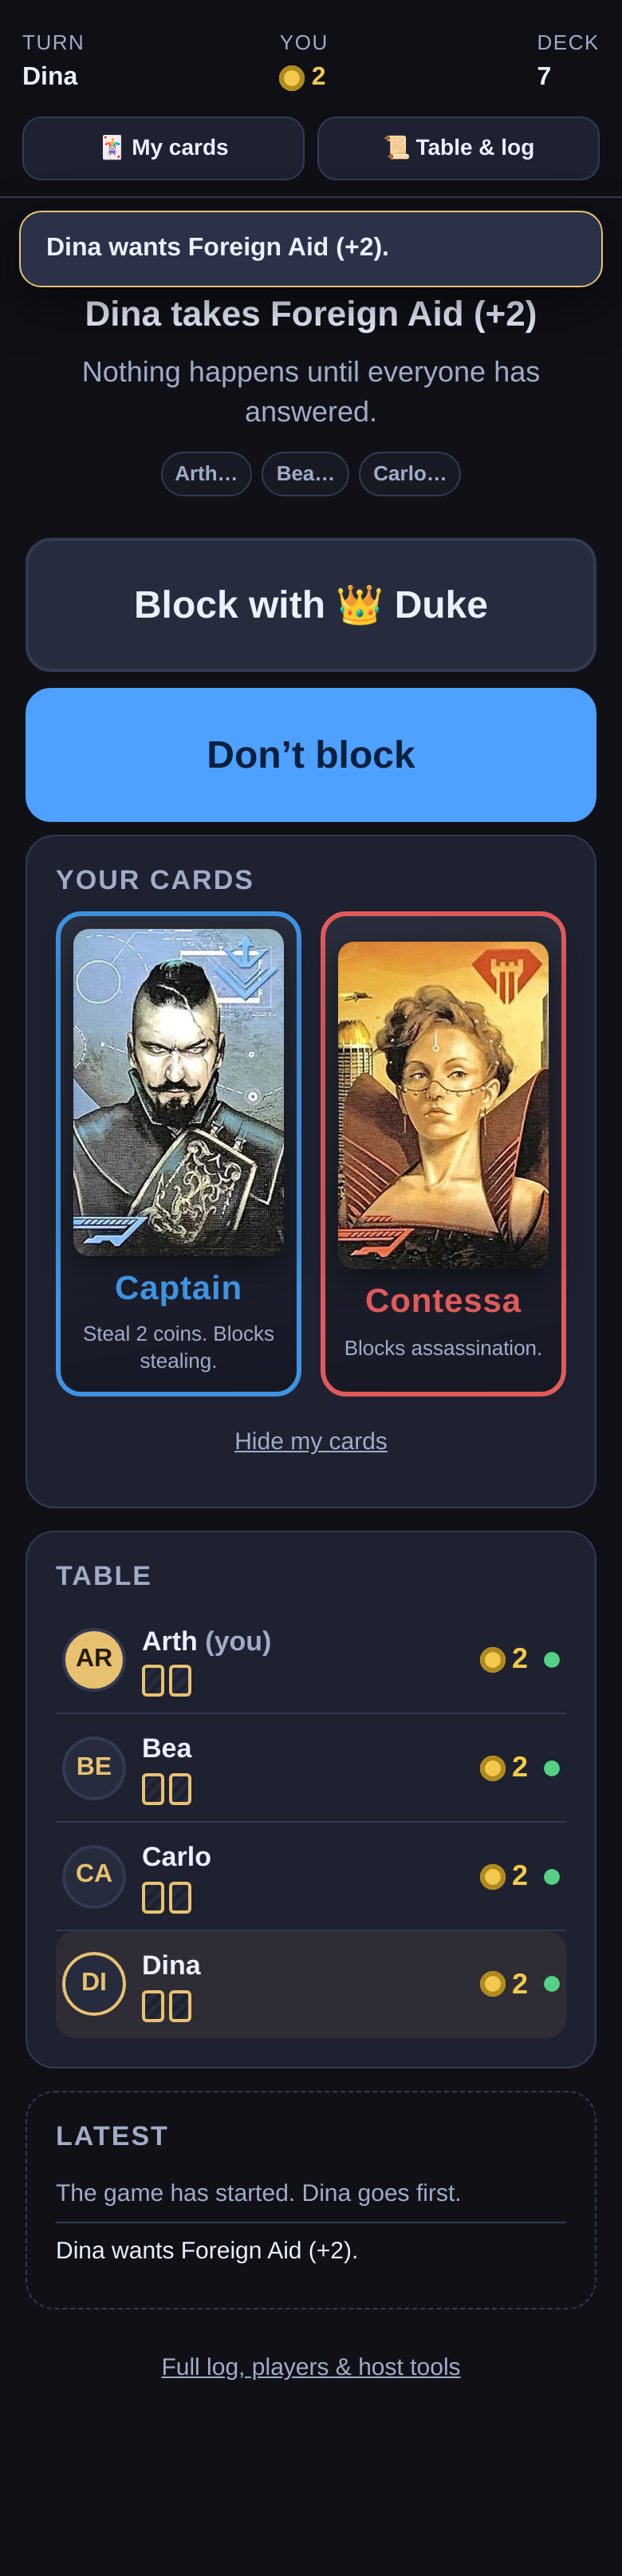 TURN
YOU
DECK
Dina
2
7
🃏 My cards
📜 Table & log
Dina wants Foreign Aid (+2).
Dina takes Foreign Aid (+2)
Nothing happens until everyone has
answered.
Arth…
Bea…
Carlo…
Block with 👑 Duke
Don’t block
YOUR CARDS
Captain
Steal 2 coins. Blocks
stealing.
Contessa
Blocks assassination.
Hide my cards
TABLE
AR
Arth (you)
2
BE
Bea
2
CA
Carlo
2
DI
Dina
2
LATEST
The game has started. Dina goes first.
Dina wants Foreign Aid (+2).
Full log, players & host tools